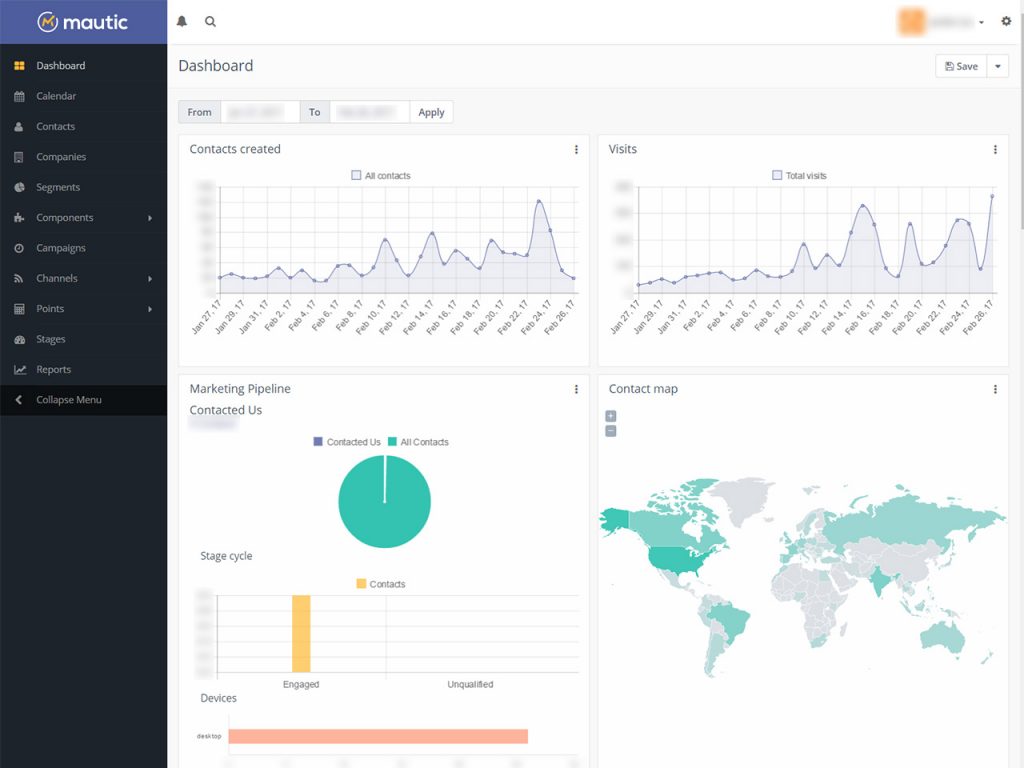 mautic
Dashboard
Calendar
Contacts
Companies
Segments
Components
Campaigns
Channels
Points
Stages
Reports
Collapse Menu
Dashboard
Save
From
To
Apply
Contacts created
All contacts
Jan 27, 17
Jan 29, 17
Jan 31, 17
Feb 2, 17
Feb 4, 17
Feb 6, 17
Feb 8, 17
Feb 10, 17
Feb 12, 17
Feb 14, 17
Feb 16, 17
Feb 18, 17
Feb 20, 17
Feb 22, 17
Feb 24, 17
Feb 26, 17
Visits
Total visits
Jan 27, 17
Jan 29, 17
Jan 31, 17
Feb 2, 17
Feb 4, 17
Feb 6, 17
Feb 8, 17
Feb 10, 17
Feb 12, 17
Feb 14, 17
Feb 16, 17
Feb 18, 17
Feb 20, 17
Feb 22, 17
Feb 24, 17
Feb 26, 17
Marketing Pipeline
Contacted Us
Contacted Us All Contacts
Stage cycle
Contacts
Engaged Unqualified
Devices
desktop
Contact map
+
−